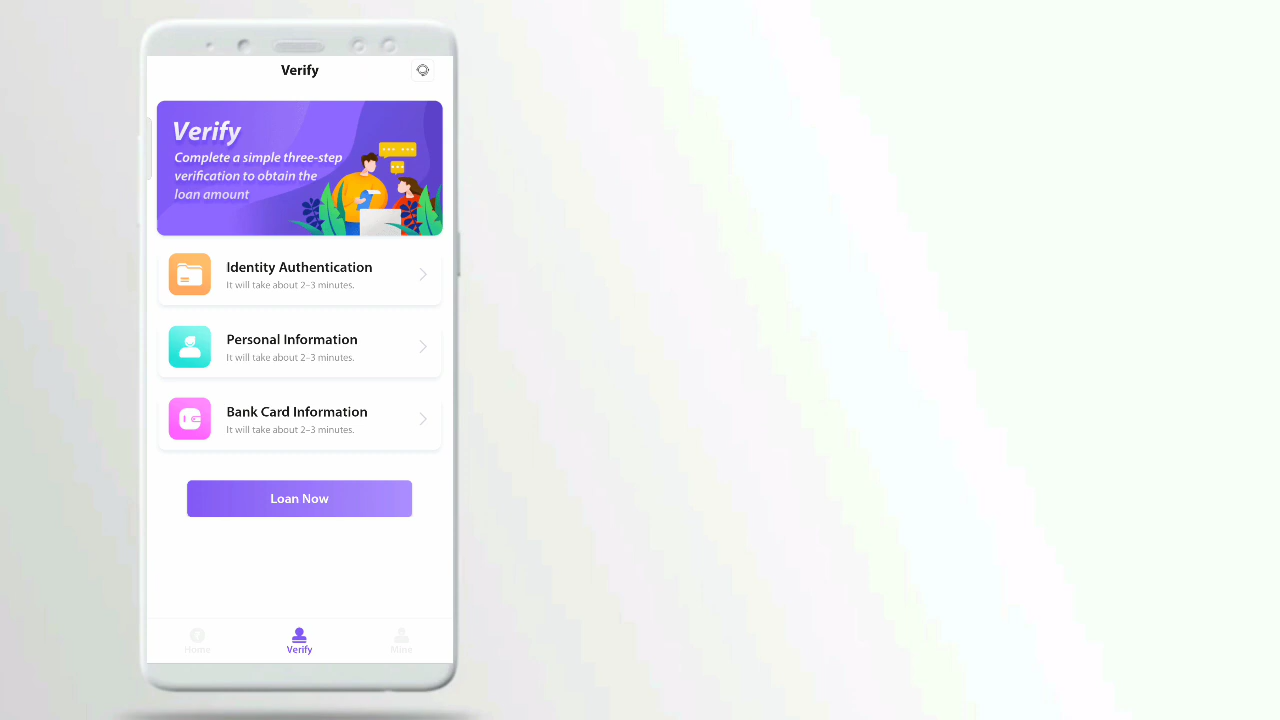 Verify
Verify
Complete a simple three-step
verification to obtain the
loan amount
Identity Authentication
It will take about 2-3 minutes.
Personal Information
It will take about 2-3 minutes.
Bank Card Information
It will take about 2-3 minutes.
Loan Now
Home
Verify
Mine